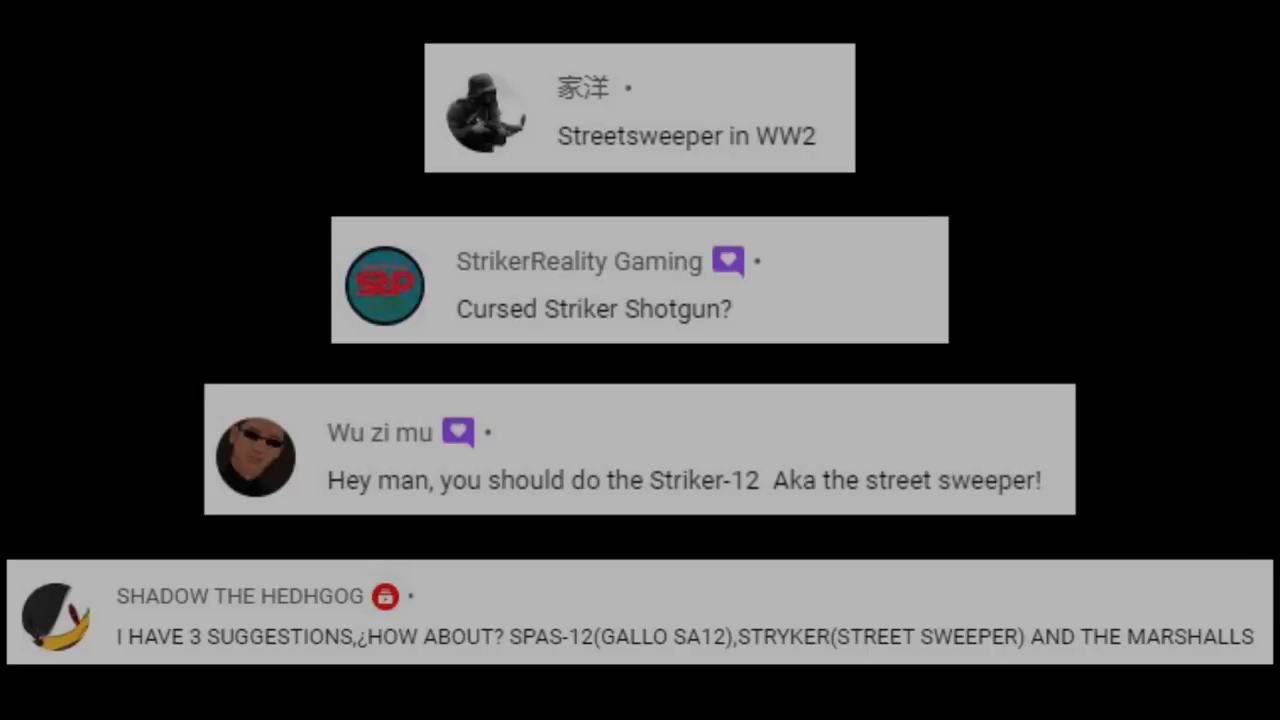 家洋 •
Streetsweeper in WW2
StrikerReality Gaming •
Cursed Striker Shotgun?
Wu zi mu •
Hey man, you should do the Striker-12 Aka the street sweeper!
SHADOW THE HEDHGOG •
I HAVE 3 SUGGESTIONS,¿HOW ABOUT? SPAS-12(GALLO SA12),STRYKER(STREET SWEEPER) AND THE MARSHALLS